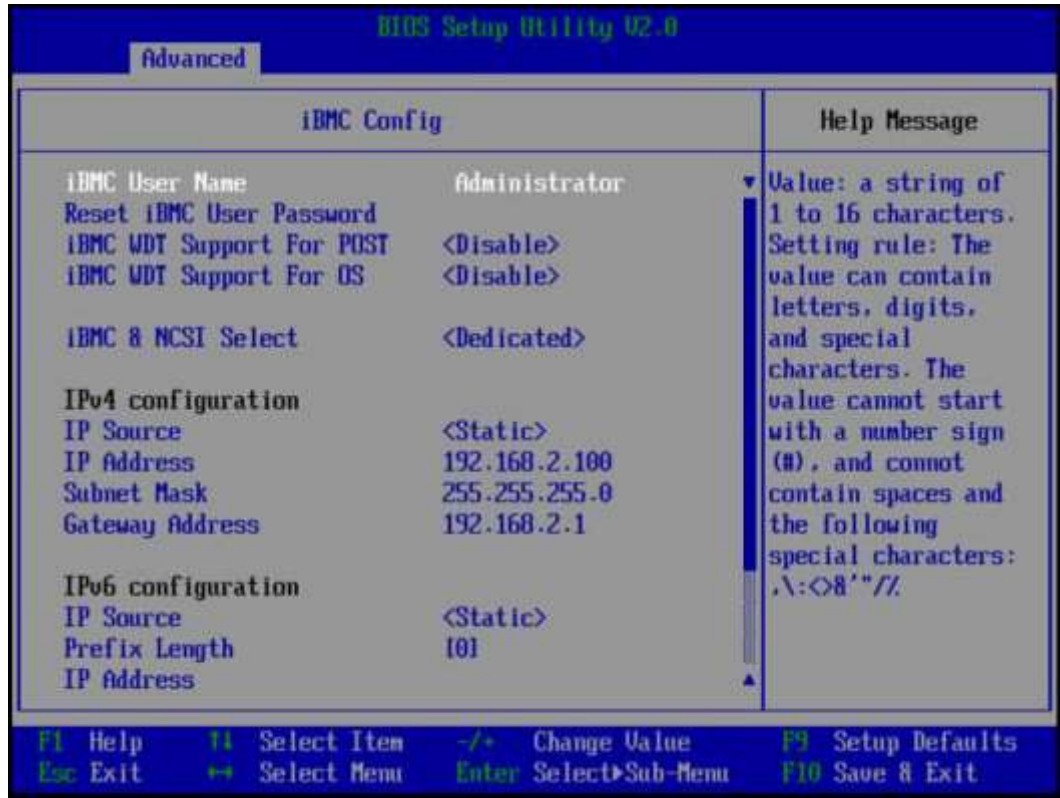 BIOS Setup Utility V2.0
Advanced
iBMC Config
iBMC User Name Administrator
Reset iBMC User Password
iBMC WDT Support For POST <Disable>
iBMC WDT Support For OS <Disable>
iBMC & NCSI Select <Dedicated>
IPv4 configuration
IP Source <Static>
IP Address 192.168.2.100
Subnet Mask 255.255.255.0
Gateway Address 192.168.2.1
IPv6 configuration
IP Source <Static>
Prefix Length [0]
IP Address
Help Message
Value: a string of
1 to 16 characters.
Setting rule: The
value can contain
letters, digits,
and special
characters. The
value cannot start
with a number sign
(#), and connot
contain spaces and
the following
special characters:
,\:<>&'"/%
F1 Help ↑↓ Select Item -/+ Change Value F9 Setup Defaults
Esc Exit ←→ Select Menu Enter Select▶Sub-Menu F10 Save & Exit